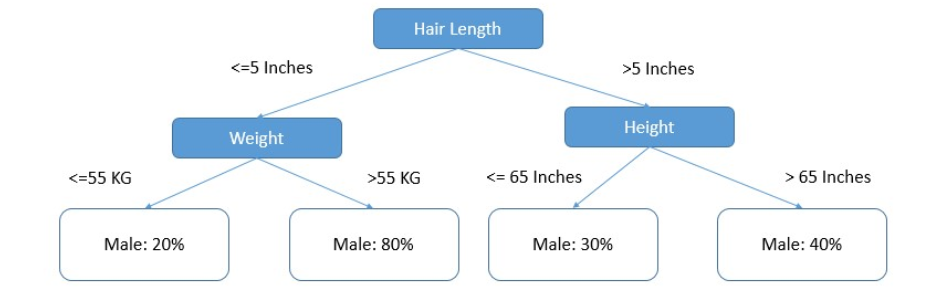 Hair Length
<=5 Inches
>5 Inches
Weight
Height
<=55 KG
>55 KG
<= 65 Inches
> 65 Inches
Male: 20%
Male: 80%
Male: 30%
Male: 40%